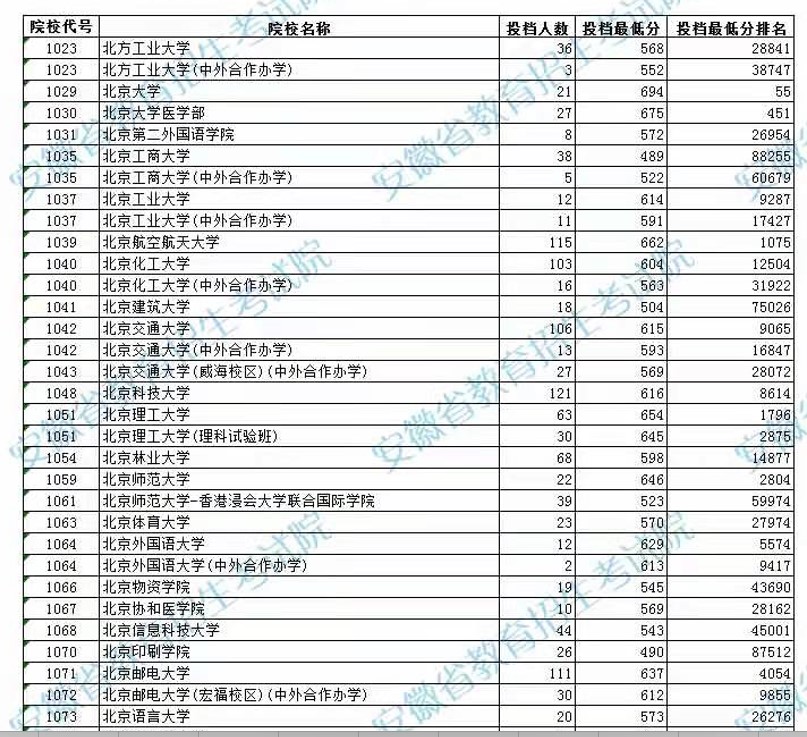 院校代号 院校名称 投档人数 投档最低分 投档最低分排名
1023 北方工业大学 36 568 28841
1023 北方工业大学(中外合作办学) 3 552 38747
1029 北京大学 21 694 55
1030 北京大学医学部 27 675 451
1031 北京第二外国语学院 8 572 26954
1035 北京工商大学 38 489 88255
1035 北京工商大学(中外合作办学) 5 522 60679
1037 北京工业大学 12 614 9287
1037 北京工业大学(中外合作办学) 11 591 17427
1039 北京航空航天大学 115 662 1075
1040 北京化工大学 103 604 12504
1040 北京化工大学(中外合作办学) 16 563 31922
1041 北京建筑大学 18 504 75026
1042 北京交通大学 106 615 9065
1042 北京交通大学(中外合作办学) 13 593 16847
1043 北京交通大学(威海校区)(中外合作办学) 27 569 28072
1048 北京科技大学 121 616 8614
1051 北京理工大学 63 654 1796
1051 北京理工大学(理科试验班) 30 645 2875
1054 北京林业大学 68 598 14877
1059 北京师范大学 22 646 2804
1061 北京师范大学-香港浸会大学联合国际学院 39 523 59974
1063 北京体育大学 23 570 27974
1064 北京外国语大学 12 629 5574
1064 北京外国语大学(中外合作办学) 2 613 9417
1066 北京物资学院 19 545 43690
1067 北京协和医学院 10 569 28162
1068 北京信息科技大学 44 543 45001
1070 北京印刷学院 26 490 87512
1071 北京邮电大学 111 637 4054
1072 北京邮电大学(宏福校区)(中外合作办学) 30 612 9855
1073 北京语言大学 20 573 26276
安徽省教育招生考试院